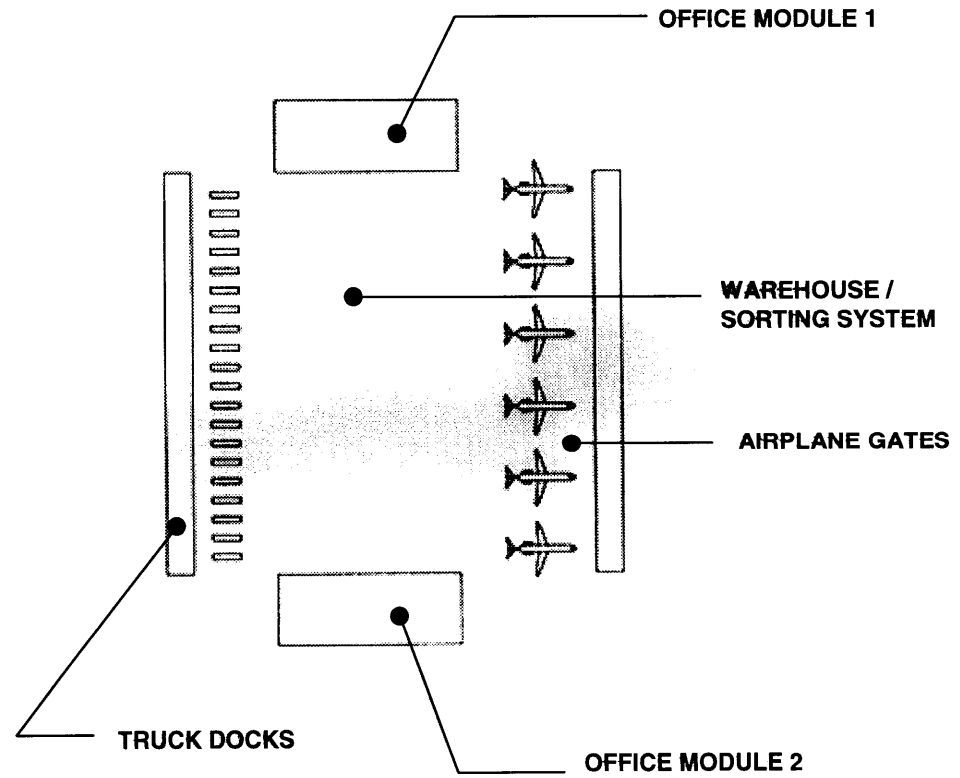 OFFICE MODULE 1
WAREHOUSE /
SORTING SYSTEM
AIRPLANE GATES
TRUCK DOCKS
OFFICE MODULE 2